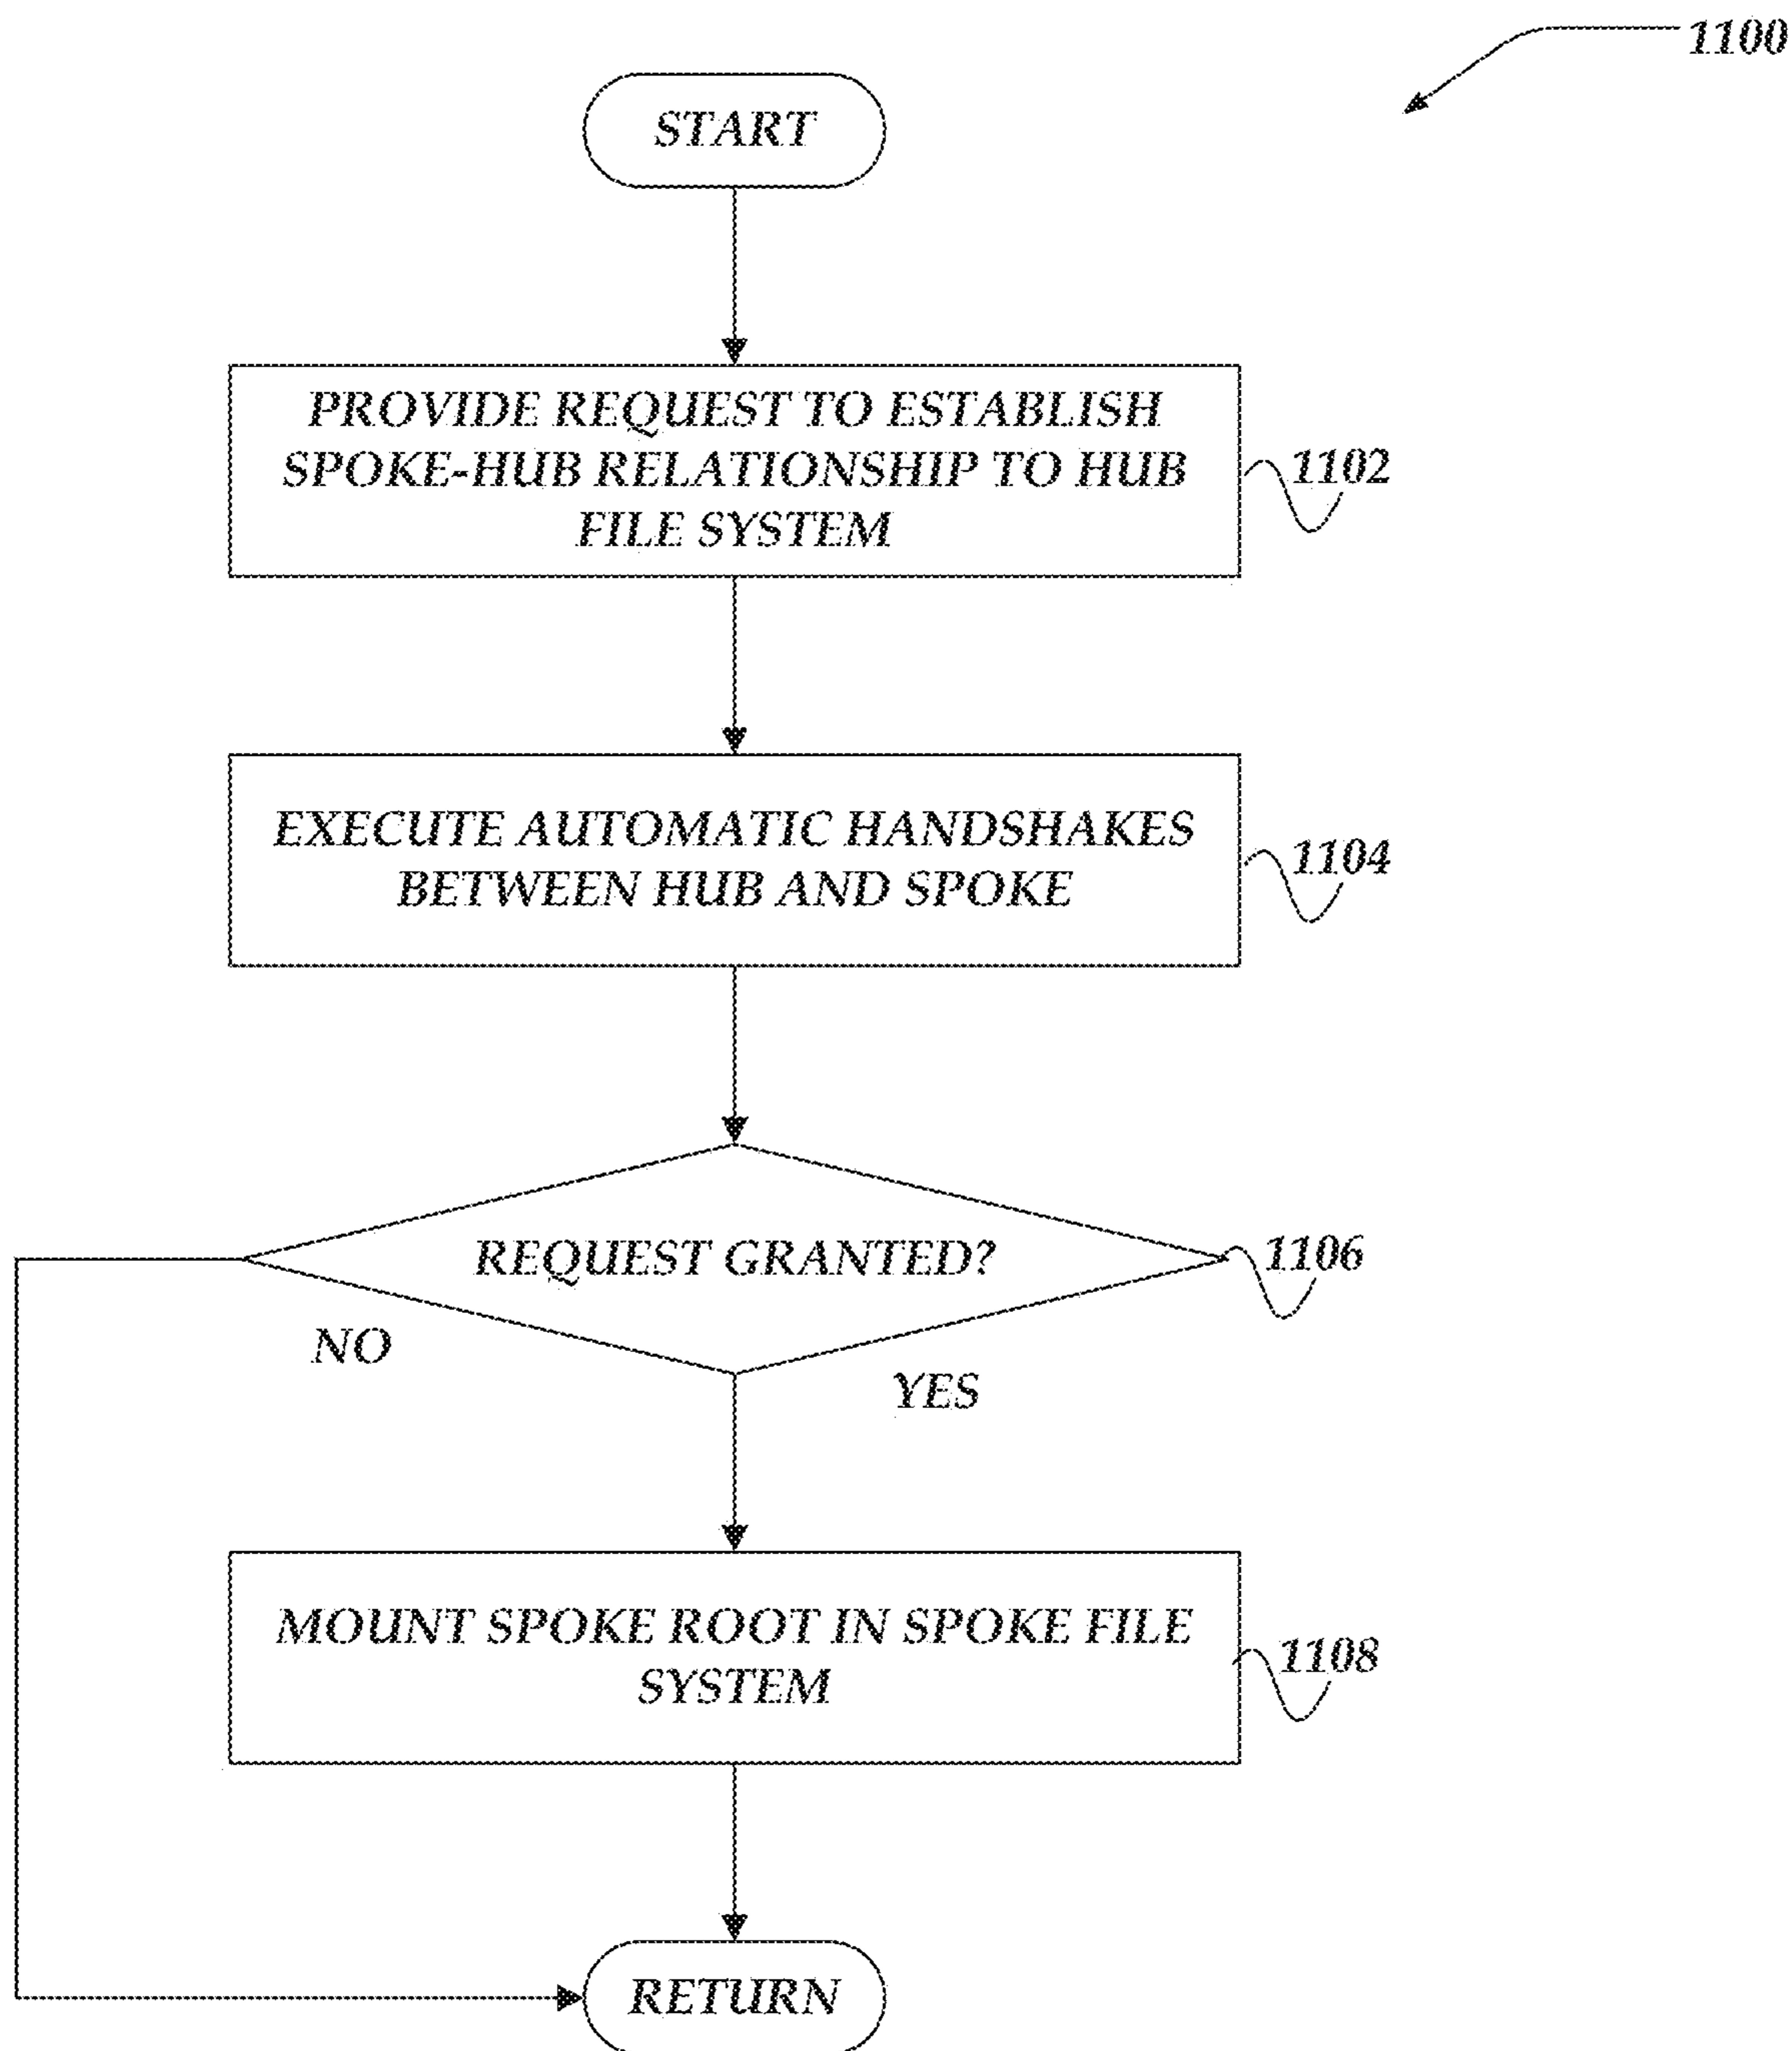 1100
START
PROVIDE REQUEST TO ESTABLISH
SPOKE-HUB RELATIONSHIP TO HUB
FILE SYSTEM
1102
EXECUTE AUTOMATIC HANDSHAKES
BETWEEN HUB AND SPOKE
1104
REQUEST GRANTED?
1106
NO
YES
MOUNT SPOKE ROOT IN SPOKE FILE
SYSTEM
1108
RETURN